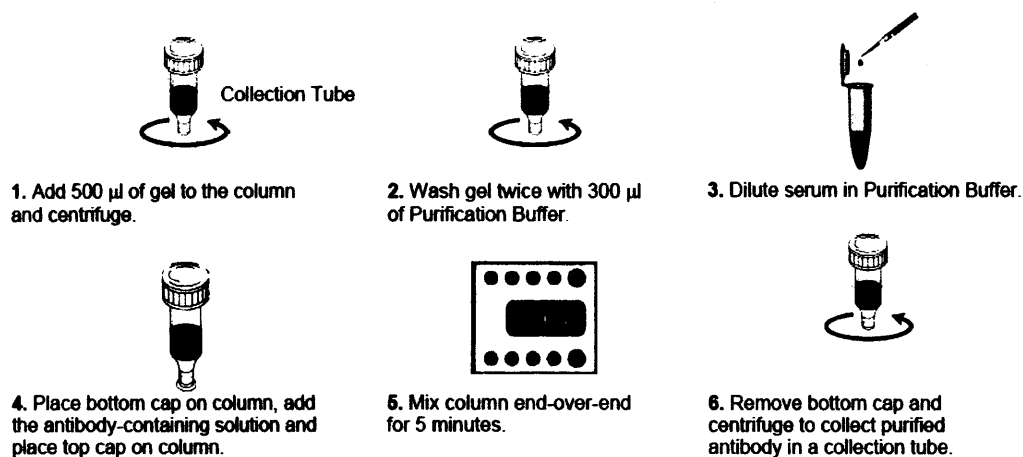 Collection Tube
1. Add 500 µl of gel to the column
and centrifuge.
2. Wash gel twice with 300 µl
of Purification Buffer.
3. Dilute serum in Purification Buffer.
4. Place bottom cap on column, add
the antibody-containing solution and
place top cap on column.
5. Mix column end-over-end
for 5 minutes.
6. Remove bottom cap and
centrifuge to collect purified
antibody in a collection tube.